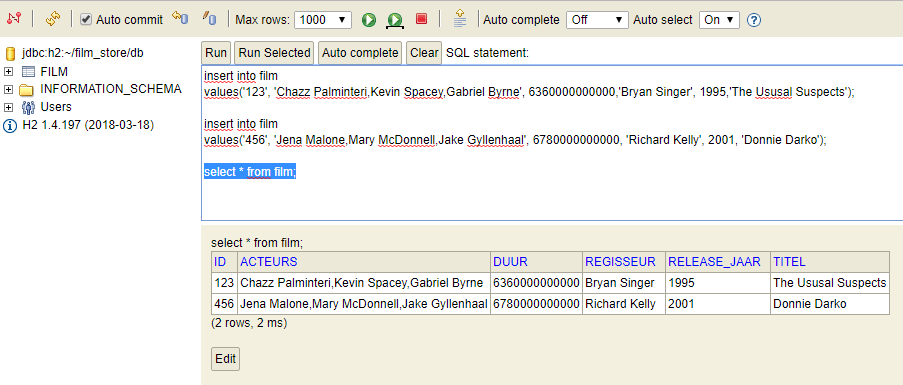 Auto commit Max rows: 1000 Auto complete Off Auto select On
jdbc:h2:~/film_store/db
FILM
INFORMATION_SCHEMA
Users
H2 1.4.197 (2018-03-18)
Run Run Selected Auto complete Clear SQL statement:
insert into film
values('123', 'Chazz Palminteri,Kevin Spacey,Gabriel Byrne', 6360000000000,'Bryan Singer', 1995,'The Ususal Suspects');
insert into film
values('456', 'Jena Malone,Mary McDonnell,Jake Gyllenhaal', 6780000000000, 'Richard Kelly', 2001, 'Donnie Darko');
select * from film;
select * from film;
ID ACTEURS DUUR REGISSEUR RELEASE_JAAR TITEL
123 Chazz Palminteri,Kevin Spacey,Gabriel Byrne 6360000000000 Bryan Singer 1995 The Ususal Suspects
456 Jena Malone,Mary McDonnell,Jake Gyllenhaal 6780000000000 Richard Kelly 2001 Donnie Darko
(2 rows, 2 ms)
Edit